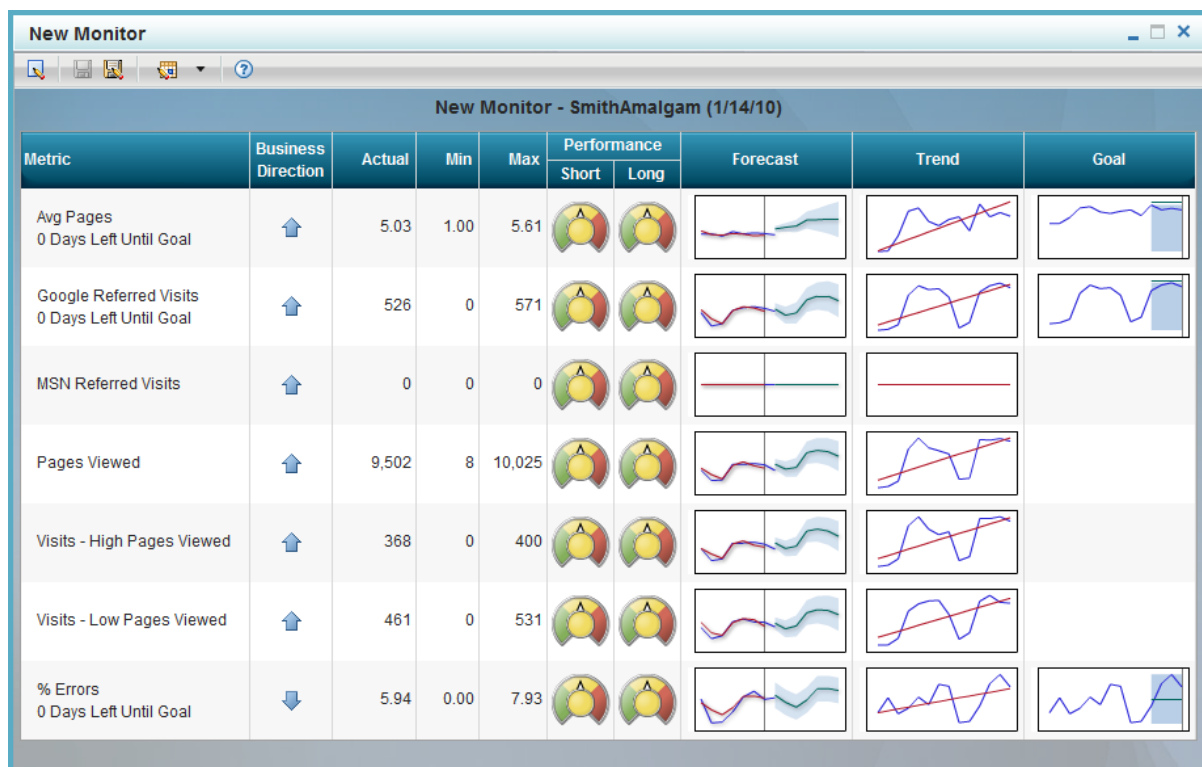 New Monitor
New Monitor - SmithAmalgam (1/14/10)
Metric Business Direction Actual Min Max Performance Short Long Forecast Trend Goal
Avg Pages
0 Days Left Until Goal
5.03 1.00 5.61
Google Referred Visits
0 Days Left Until Goal
526 0 571
MSN Referred Visits 0 0 0
Pages Viewed 9,502 8 10,025
Visits - High Pages Viewed 368 0 400
Visits - Low Pages Viewed 461 0 531
% Errors
0 Days Left Until Goal
5.94 0.00 7.93